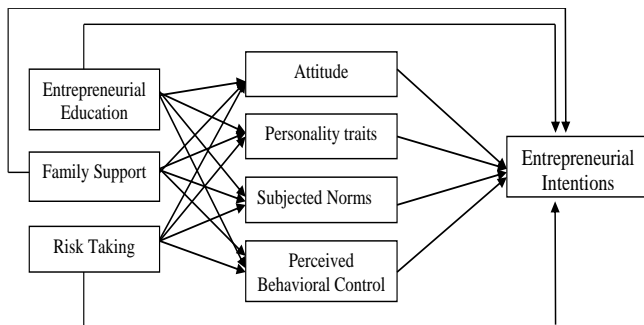 Entrepreneurial
Education
Family Support
Risk Taking
Attitude
Personality traits
Subjected Norms
Perceived
Behavioral Control
Entrepreneurial
Intentions